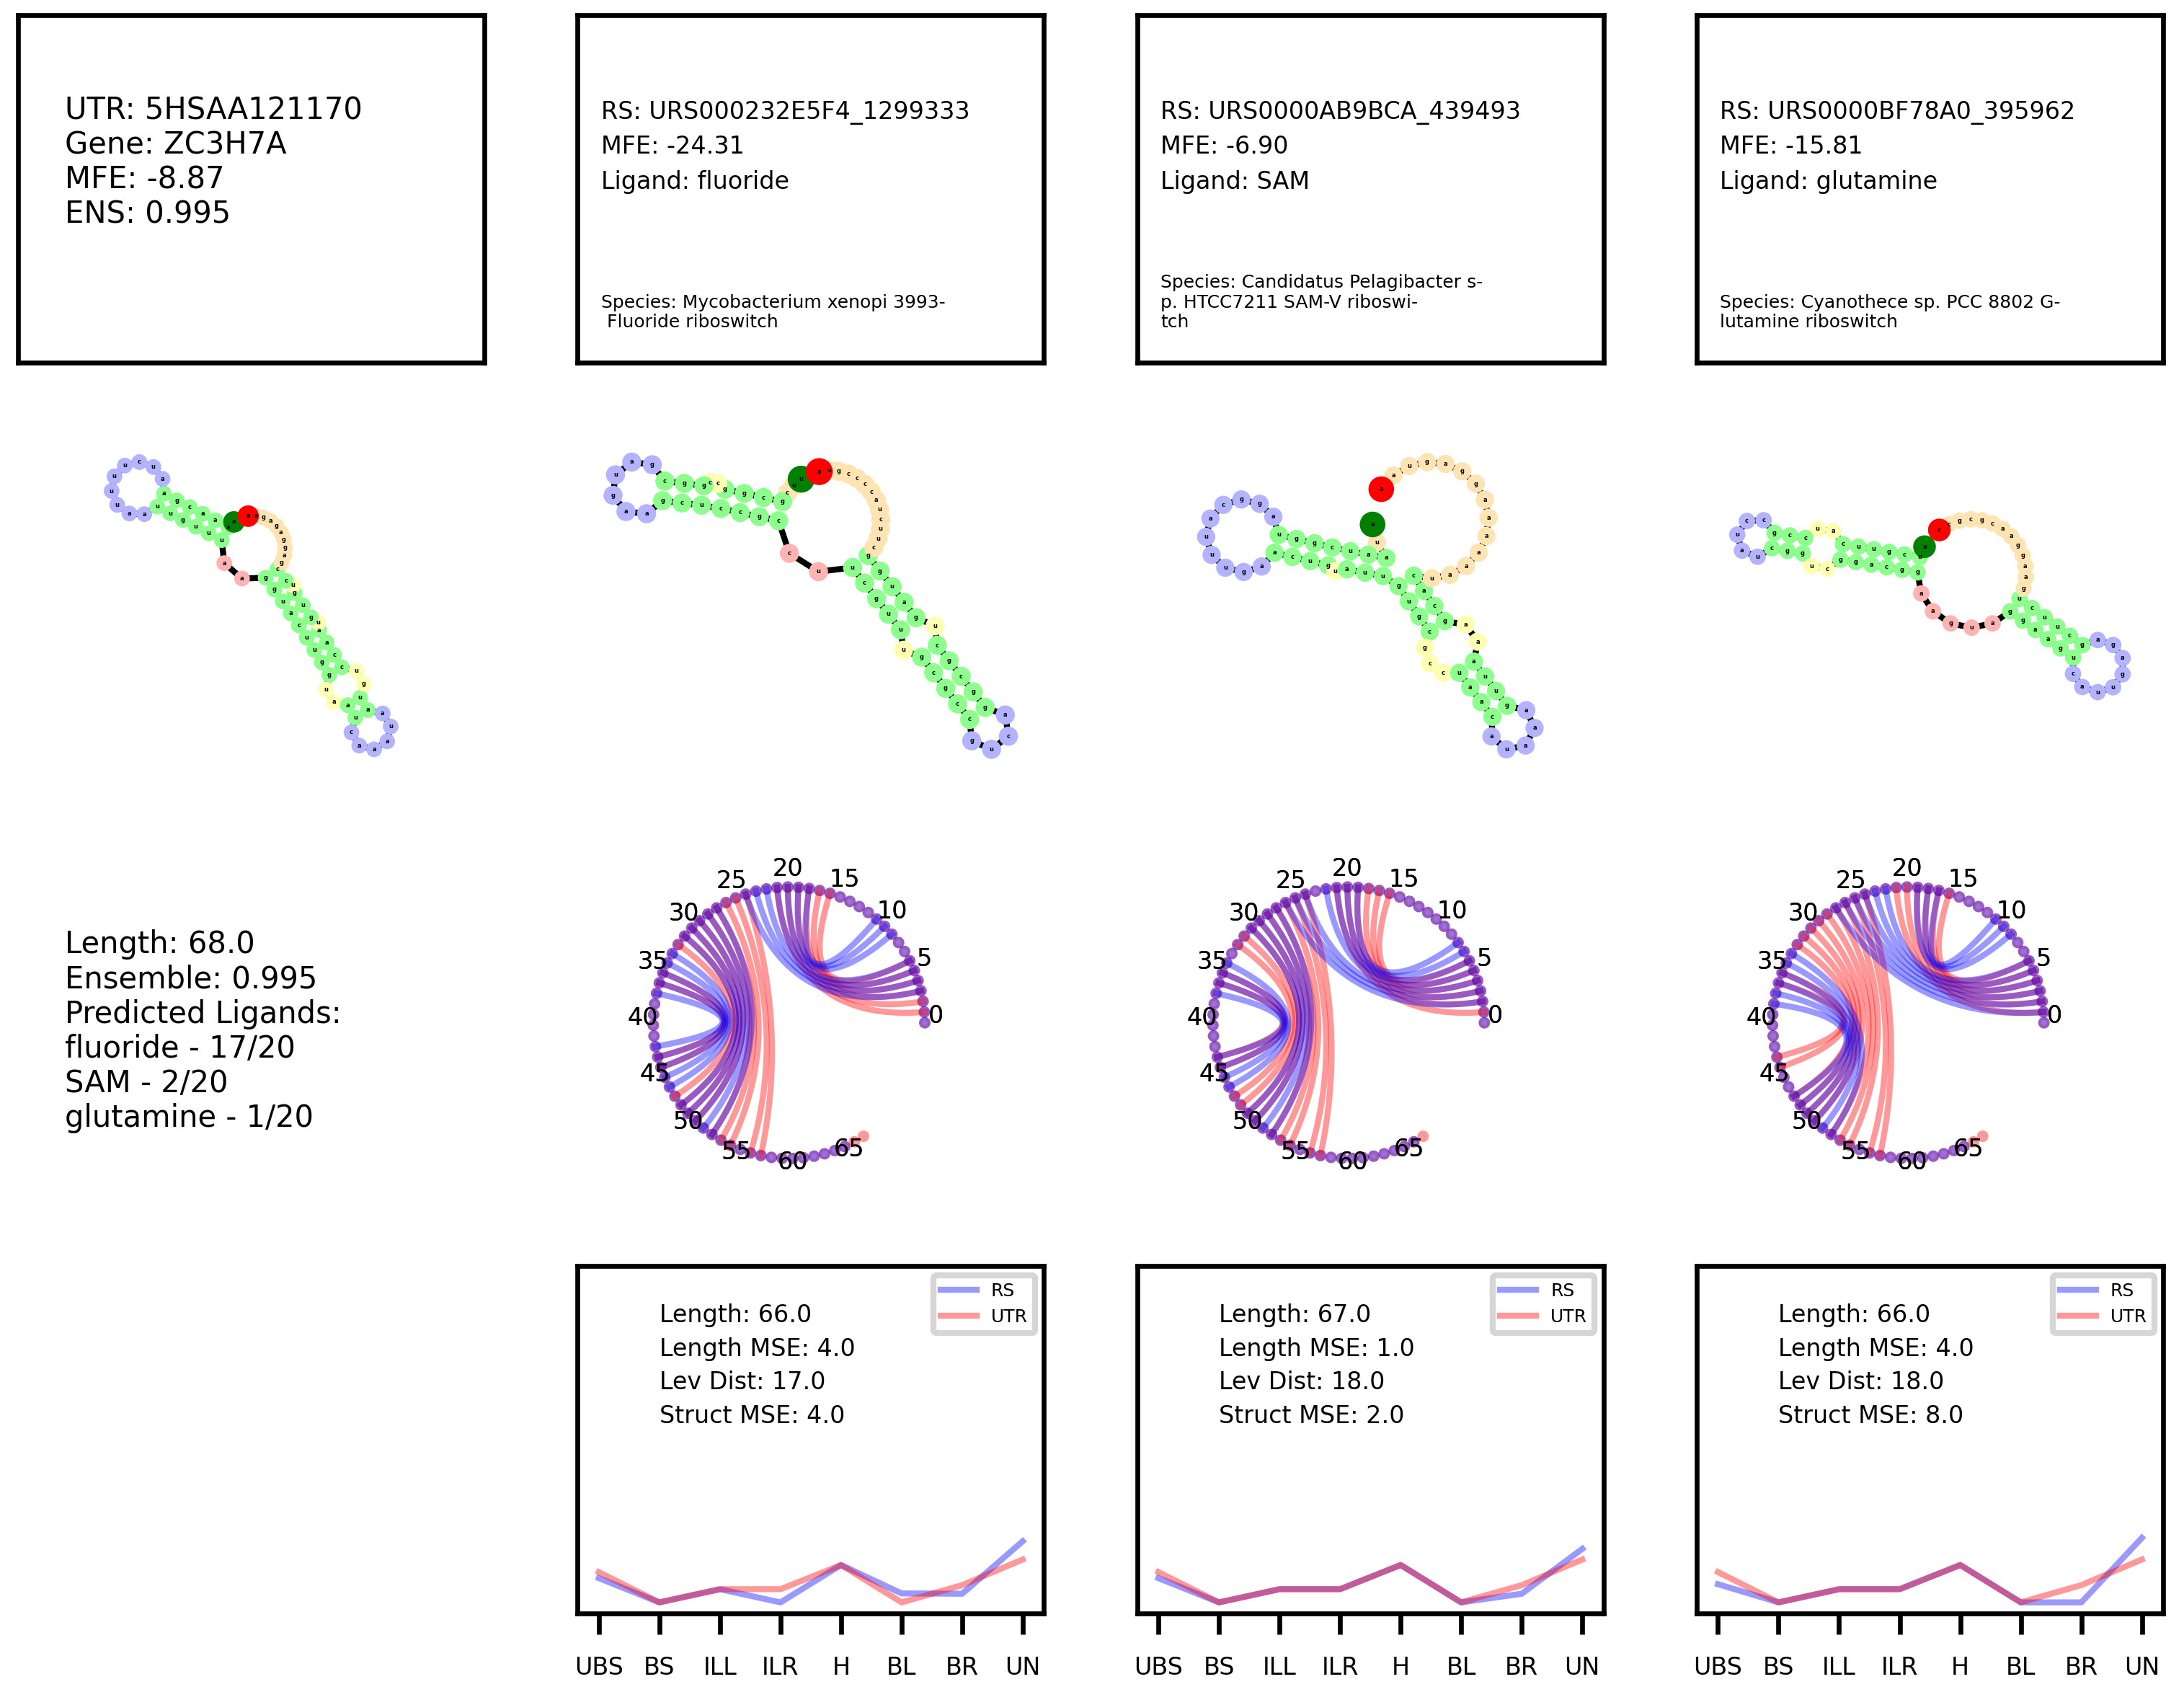 UTR: 5HSAA121170
Gene: ZC3H7A
MFE: -8.87
ENS: 0.995
RS: URS000232E5F4_1299333
MFE: -24.31
Ligand: fluoride
Species: Mycobacterium xenopi 3993-
Fluoride riboswitch
RS: URS0000AB9BCA_439493
MFE: -6.90
Ligand: SAM
Species: Candidatus Pelagibacter s-
p. HTCC7211 SAM-V riboswi-
tch
RS: URS0000BF78A0_395962
MFE: -15.81
Ligand: glutamine
Species: Cyanothece sp. PCC 8802 G-
lutamine riboswitch
Length: 68.0
Ensemble: 0.995
Predicted Ligands:
fluoride - 17/20
SAM - 2/20
glutamine - 1/20
0
5
10
15
20
25
30
35
40
45
50
55
60
65
0
5
10
15
20
25
30
35
40
45
50
55
60
65
0
5
10
15
20
25
30
35
40
45
50
55
60
65
RS
UTR
Length: 66.0
Length MSE: 4.0
Lev Dist: 17.0
Struct MSE: 4.0
UBS BS ILL ILR H BL BR UN
RS
UTR
Length: 67.0
Length MSE: 1.0
Lev Dist: 18.0
Struct MSE: 2.0
UBS BS ILL ILR H BL BR UN
RS
UTR
Length: 66.0
Length MSE: 4.0
Lev Dist: 18.0
Struct MSE: 8.0
UBS BS ILL ILR H BL BR UN